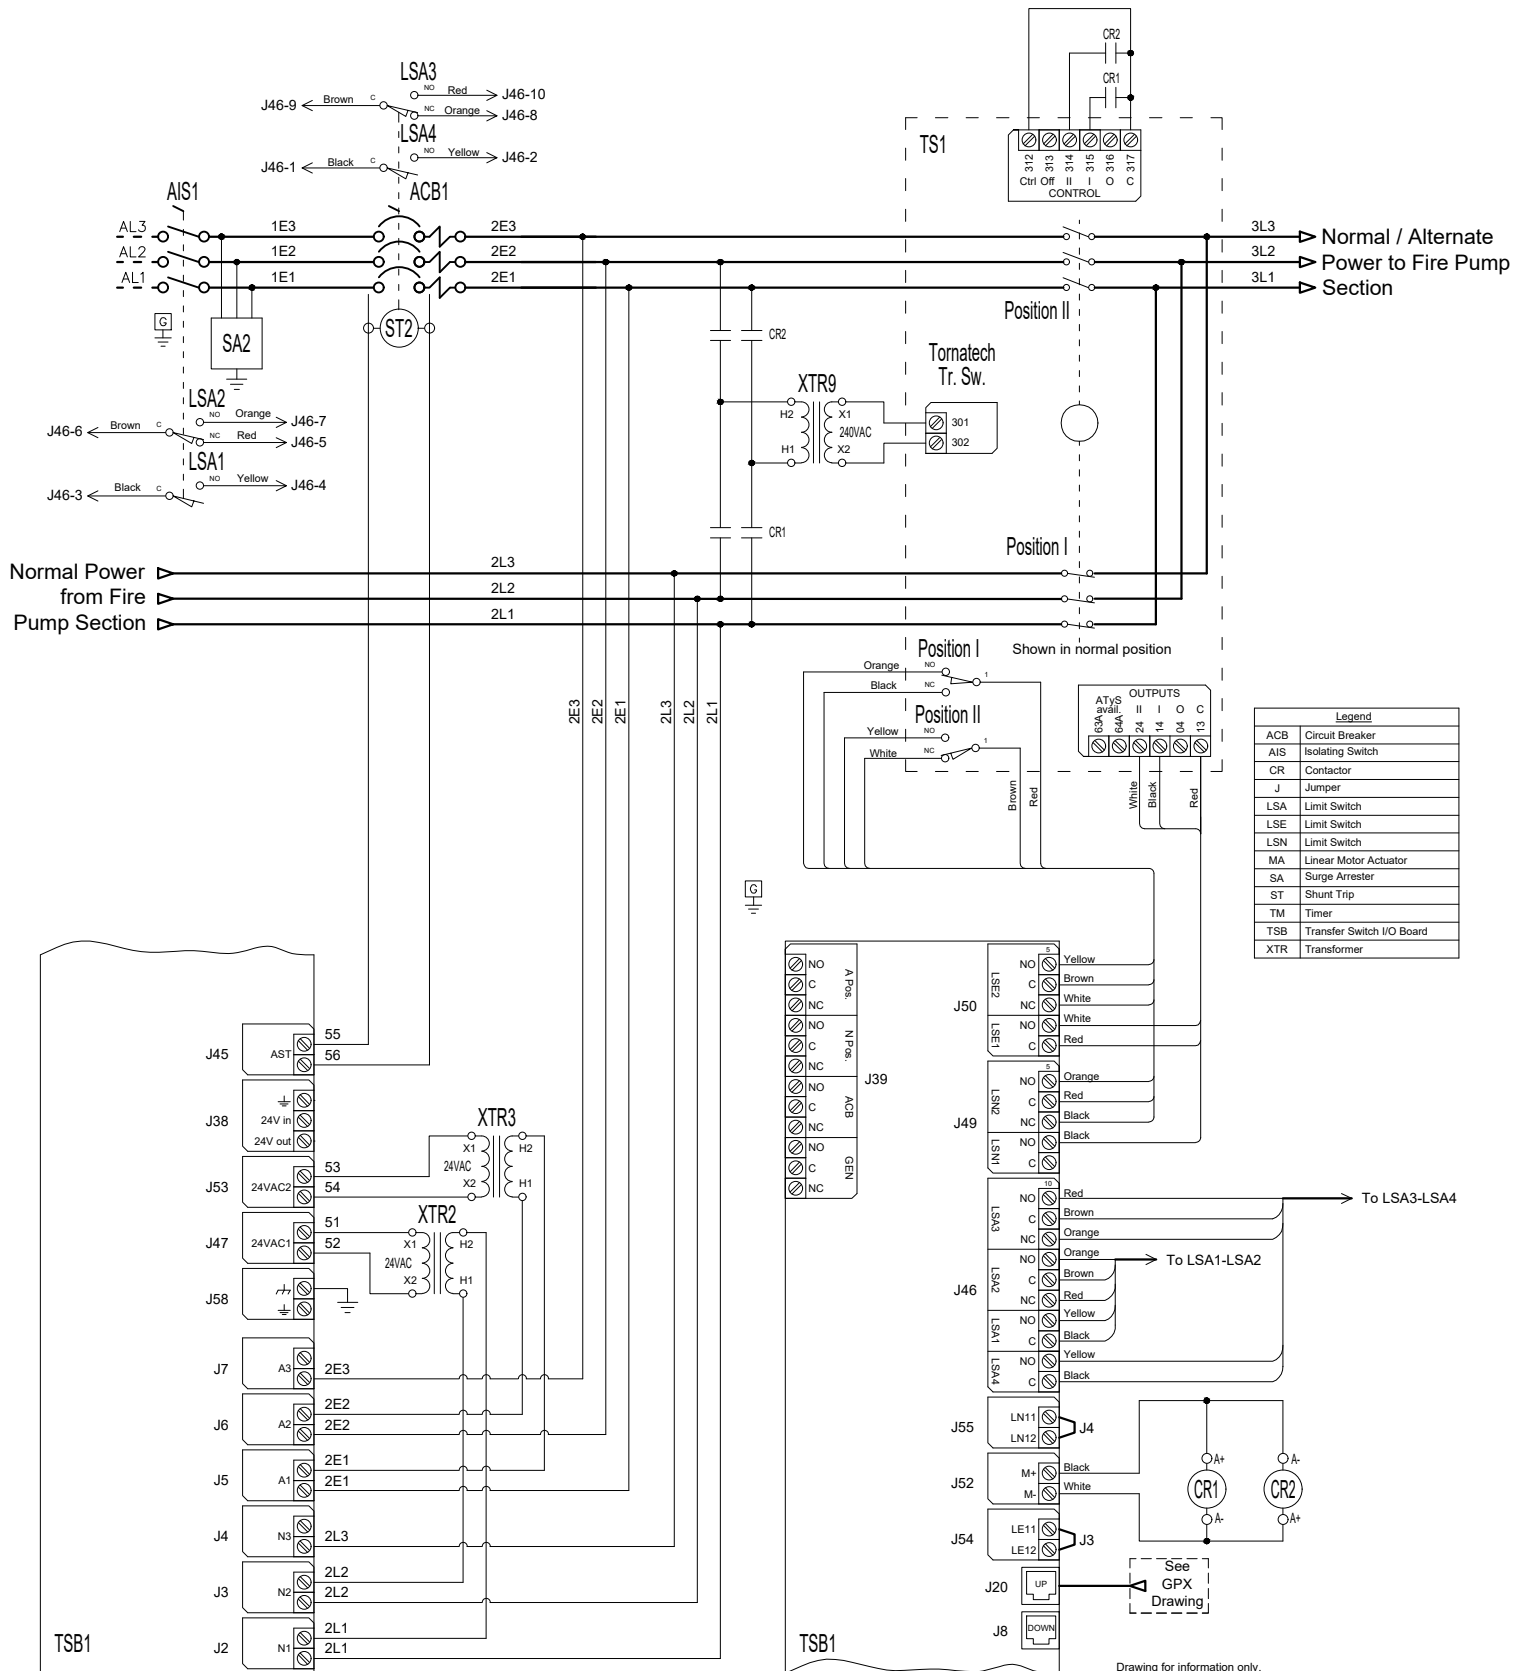 CR2
CR1
LSA3
NO Red J46-10
J46-9 Brown C
NC Orange J46-8
LSA4
NO Yellow J46-2
J46-1 Black C
TS1
312 313 314 315 316 317
Ctrl Off II I O C
CONTROL
AIS1
ACB1
AL3 1E3 2E3 3L3
AL2 1E2 2E2 3L2
AL1 1E1 2E1 3L1
Normal / Alternate
Power to Fire Pump
Section
G
SA2
ST2
CR2
Position II
Tornatech
Tr. Sw.
XTR9
H2 X1
240VAC
H1 X2
301
302
LSA2
NO Orange J46-7
J46-6 Brown C
NC Red J46-5
LSA1
NO Yellow J46-4
J46-3 Black C
CR1
Position I
Normal Power
from Fire
Pump Section
2L3
2L2
2L1
Shown in normal position
Position I
Orange NO 1
Black NC
Position II
Yellow NO 1
White NC
Brown
Red
OUTPUTS
ATyS
avail. II I O C
63A 64A 24 14 04 13
White
Black
Red
2E3
2E2
2E1
2L3
2L2
2L1
Legend
ACB Circuit Breaker
AIS Isolating Switch
CR Contactor
J Jumper
LSA Limit Switch
LSE Limit Switch
LSN Limit Switch
MA Linear Motor Actuator
SA Surge Arrester
ST Shunt Trip
TM Timer
TSB Transfer Switch I/O Board
XTR Transformer
G
J45 AST 55
56
J38
24V in
24V out
J53 24VAC2 53
54
XTR3
X1 H2
24VAC
X2 H1
J47 24VAC1 51
52
XTR2
X1 H2
24VAC
X2 H1
J58
J7 A3 2E3
J6 A2 2E2
2E2
J5 A1 2E1
2E1
J4 N3 2L3
J3 N2 2L2
2L2
J2 N1 2L1
2L1
TSB1
J39
A Pos.
NO
C
NC
N Pos.
NO
C
NC
ACB
NO
C
NC
GEN
NO
C
NC
J50
5
LSE2
NO Yellow
C Brown
NC White
LSE1
NO White
C Red
J49
5
LSN2
NO Orange
C Red
NC Black
LSN1
NO Black
C
J46
10
LSA3
NO Red
C Brown
NC Orange
To LSA3-LSA4
LSA2
NO Orange
C Brown
NC Red
To LSA1-LSA2
LSA1
NO Yellow
C Black
LSA4
NO Yellow
C Black
J55
LN11
LN12
J4
J52
M+ Black
M- White
A+ A-
CR1 CR2
A- A+
J54
LE11
LE12
J3
J20 UP
See
GPX
Drawing
J8 DOWN
TSB1
Drawing for information only.